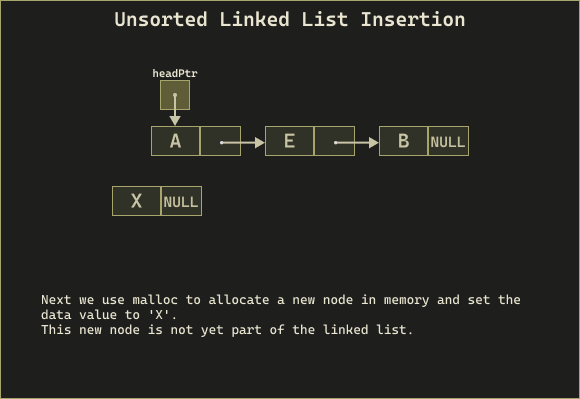 Unsorted Linked List Insertion
headPtr
A E B NULL
X NULL
Next we use malloc to allocate a new node in memory and set the
data value to 'X'.
This new node is not yet part of the linked list.